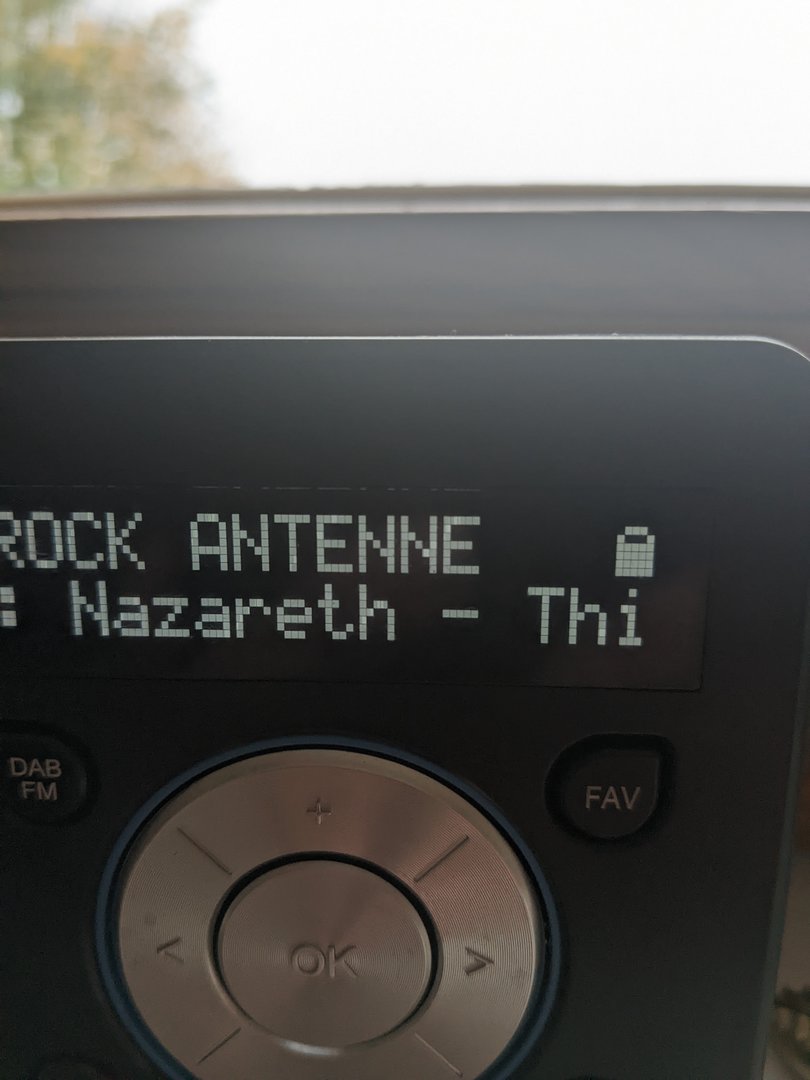 ROCK ANTENNE
: Nazareth - Thi
DAB
FM
FAV
+
<
OK
>